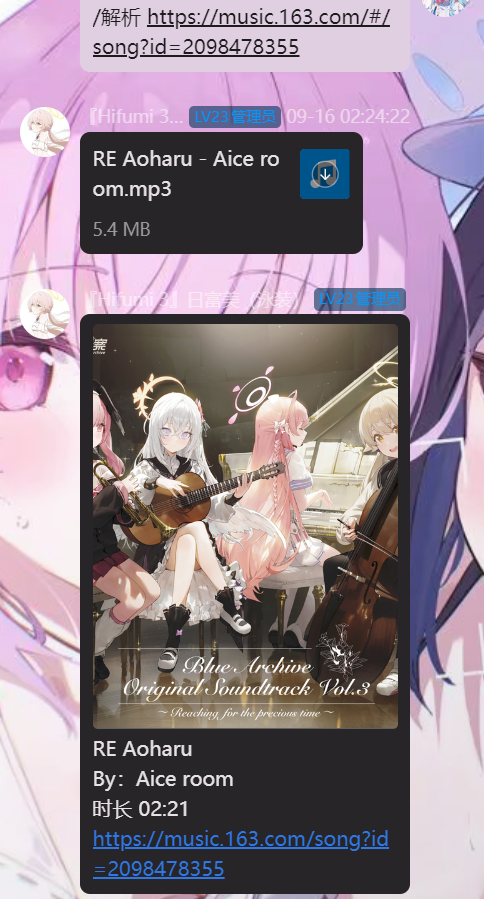 /解析 https://music.163.com/#/
song?id=2098478355
『Hifumi 3... LV23 管理员 09-16 02:24:22
RE Aoharu - Aice ro
om.mp3
5.4 MB
『Hifumi 3』日富美（泳装） LV23 管理员
案
Blue Archive
Original Soundtrack Vol.3
～ Reaching for the precious time ～
RE Aoharu
By：Aice room
时长 02:21
https://music.163.com/song?id
=2098478355